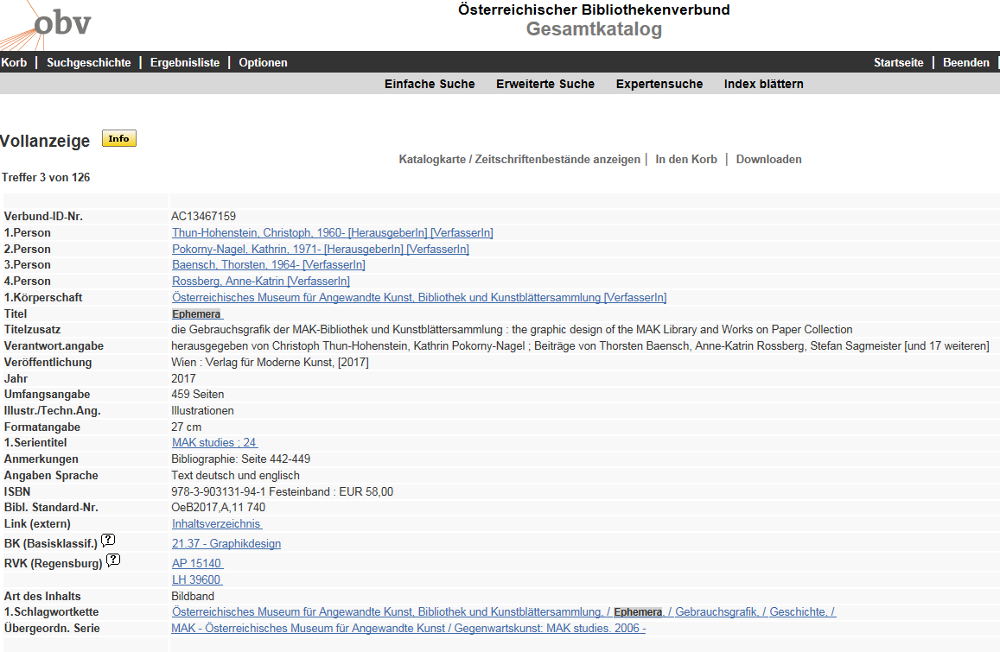 obv
Österreichischer Bibliothekenverbund
Gesamtkatalog
Korb | Suchgeschichte | Ergebnisliste | Optionen Startseite | Beenden
Einfache Suche Erweiterte Suche Expertensuche Index blättern
Vollanzeige Info
Katalogkarte / Zeitschriftenbestände anzeigen | In den Korb | Downloaden
Treffer 3 von 126
Verbund-ID-Nr. AC13467159
1.Person Thun-Hohenstein, Christoph, 1960- [HerausgeberIn] [VerfasserIn]
2.Person Pokorny-Nagel, Kathrin, 1971- [HerausgeberIn] [VerfasserIn]
3.Person Baensch, Thorsten, 1964- [VerfasserIn]
4.Person Rossberg, Anne-Katrin [VerfasserIn]
1.Körperschaft Österreichisches Museum für Angewandte Kunst, Bibliothek und Kunstblättersammlung [VerfasserIn]
Titel Ephemera
Titelzusatz die Gebrauchsgrafik der MAK-Bibliothek und Kunstblättersammlung : the graphic design of the MAK Library and Works on Paper Collection
Verantwort.angabe herausgegeben von Christoph Thun-Hohenstein, Kathrin Pokorny-Nagel ; Beiträge von Thorsten Baensch, Anne-Katrin Rossberg, Stefan Sagmeister [und 17 weiteren]
Veröffentlichung Wien : Verlag für Moderne Kunst, [2017]
Jahr 2017
Umfangsangabe 459 Seiten
Illustr./Techn.Ang. Illustrationen
Formatangabe 27 cm
1.Serientitel MAK studies ; 24
Anmerkungen Bibliographie: Seite 442-449
Angaben Sprache Text deutsch und englisch
ISBN 978-3-903131-94-1 Festeinband : EUR 58,00
Bibl. Standard-Nr. OeB2017,A,11 740
Link (extern) Inhaltsverzeichnis
BK (Basisklassif.) ? 21.37 - Graphikdesign
RVK (Regensburg) ? AP 15140
LH 39600
Art des Inhalts Bildband
1.Schlagwortkette Österreichisches Museum für Angewandte Kunst, Bibliothek und Kunstblättersammlung, / Ephemera, / Gebrauchsgrafik, / Geschichte, /
Übergeordn. Serie MAK - Österreichisches Museum für Angewandte Kunst / Gegenwartskunst: MAK studies. 2006 -